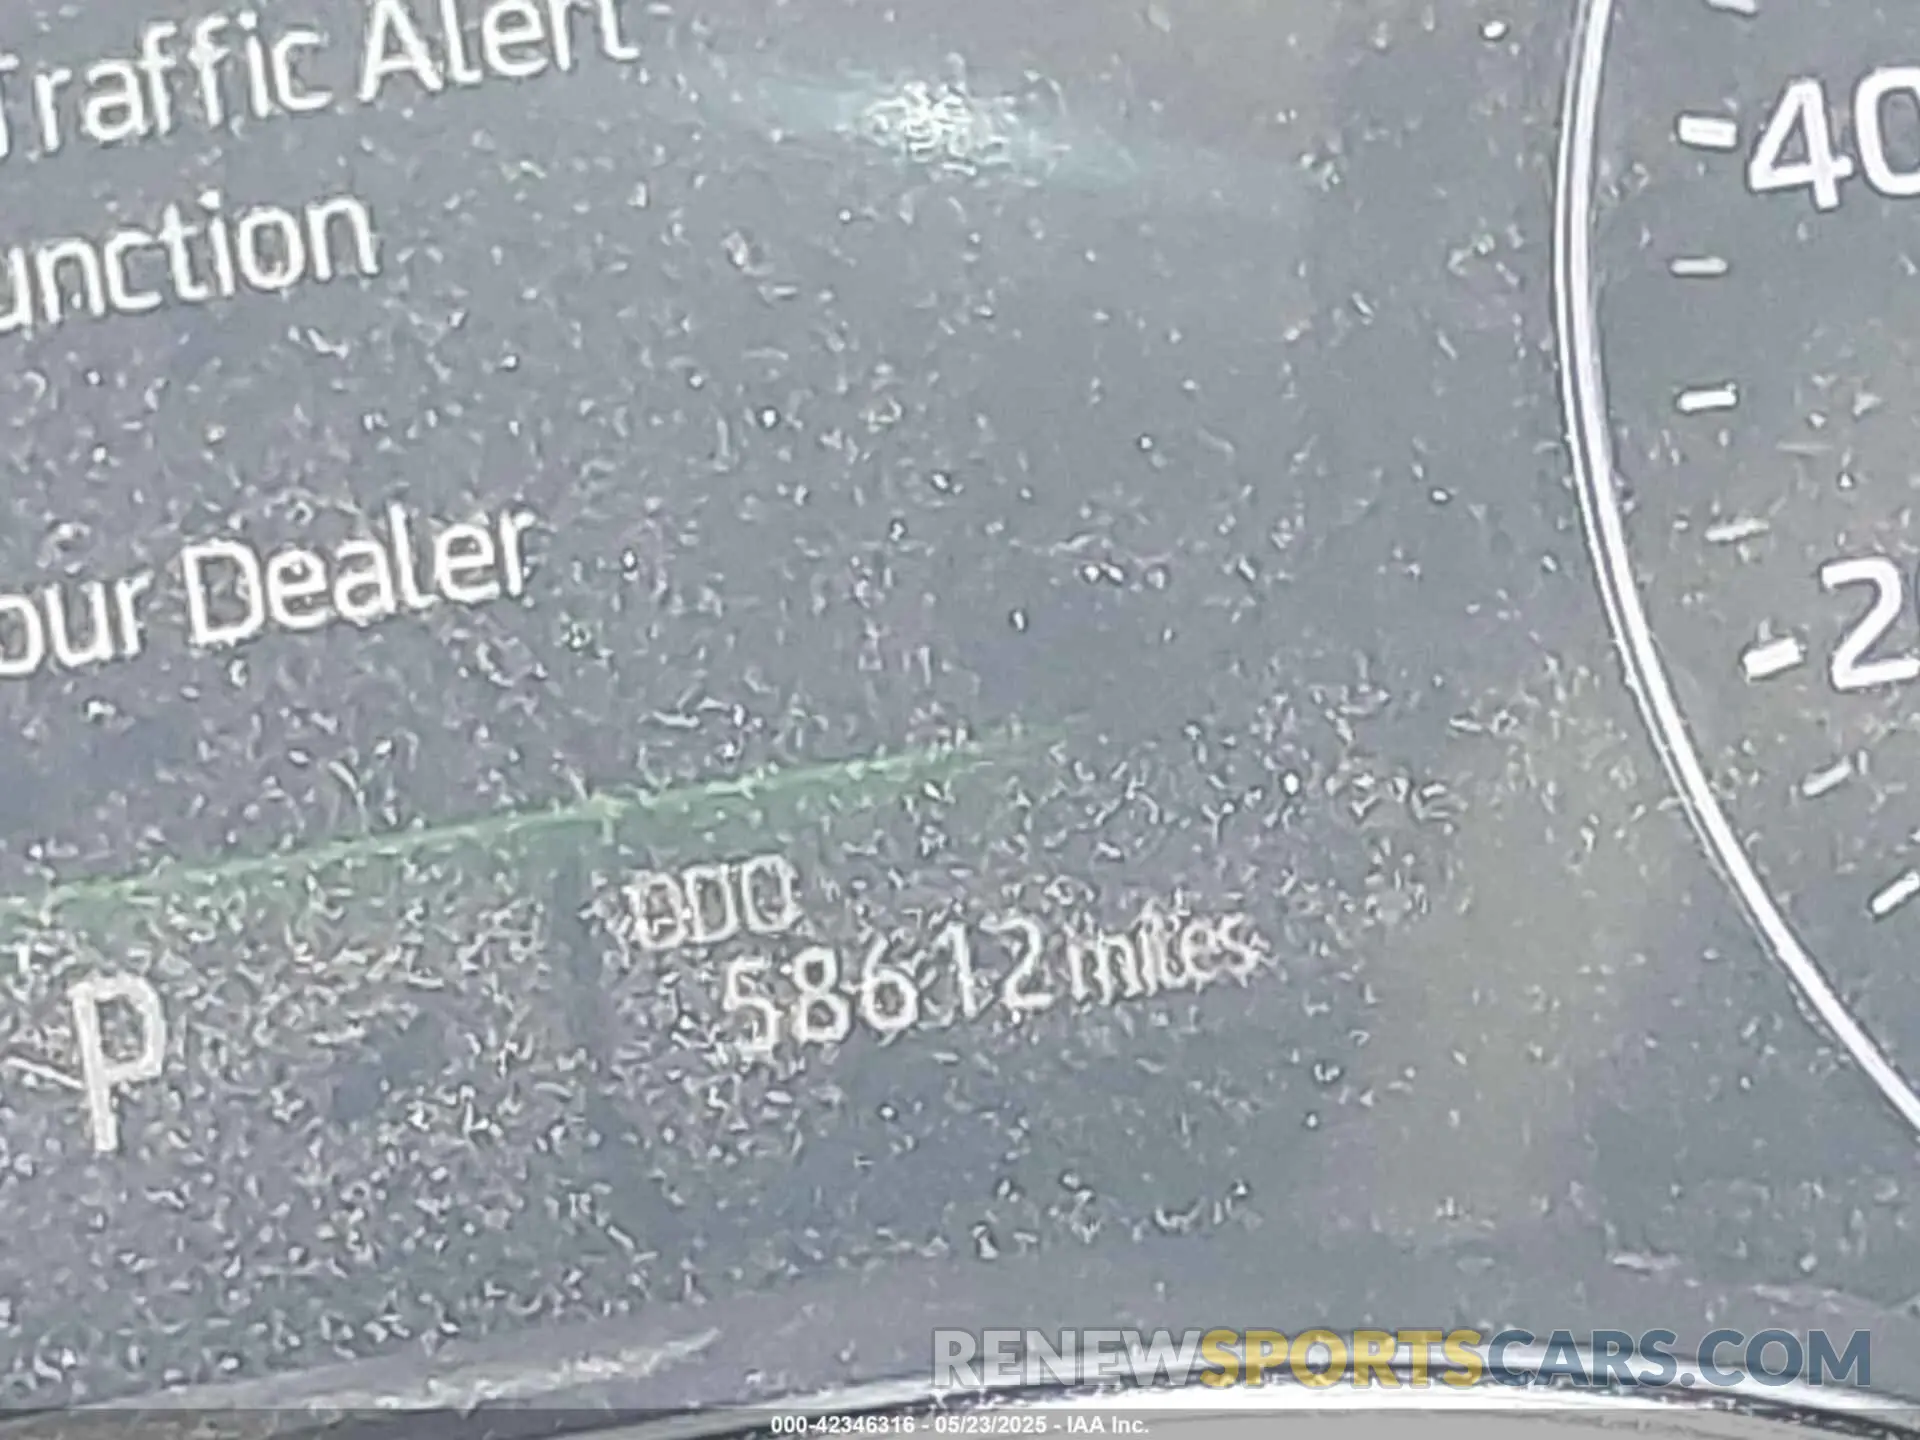 Traffic Alert
unction
our Dealer
40
2
ODO
58612 miles
P
RENEWSPORTSCARS.COM
000-42346316 - 05/23/2025 - IAA Inc.